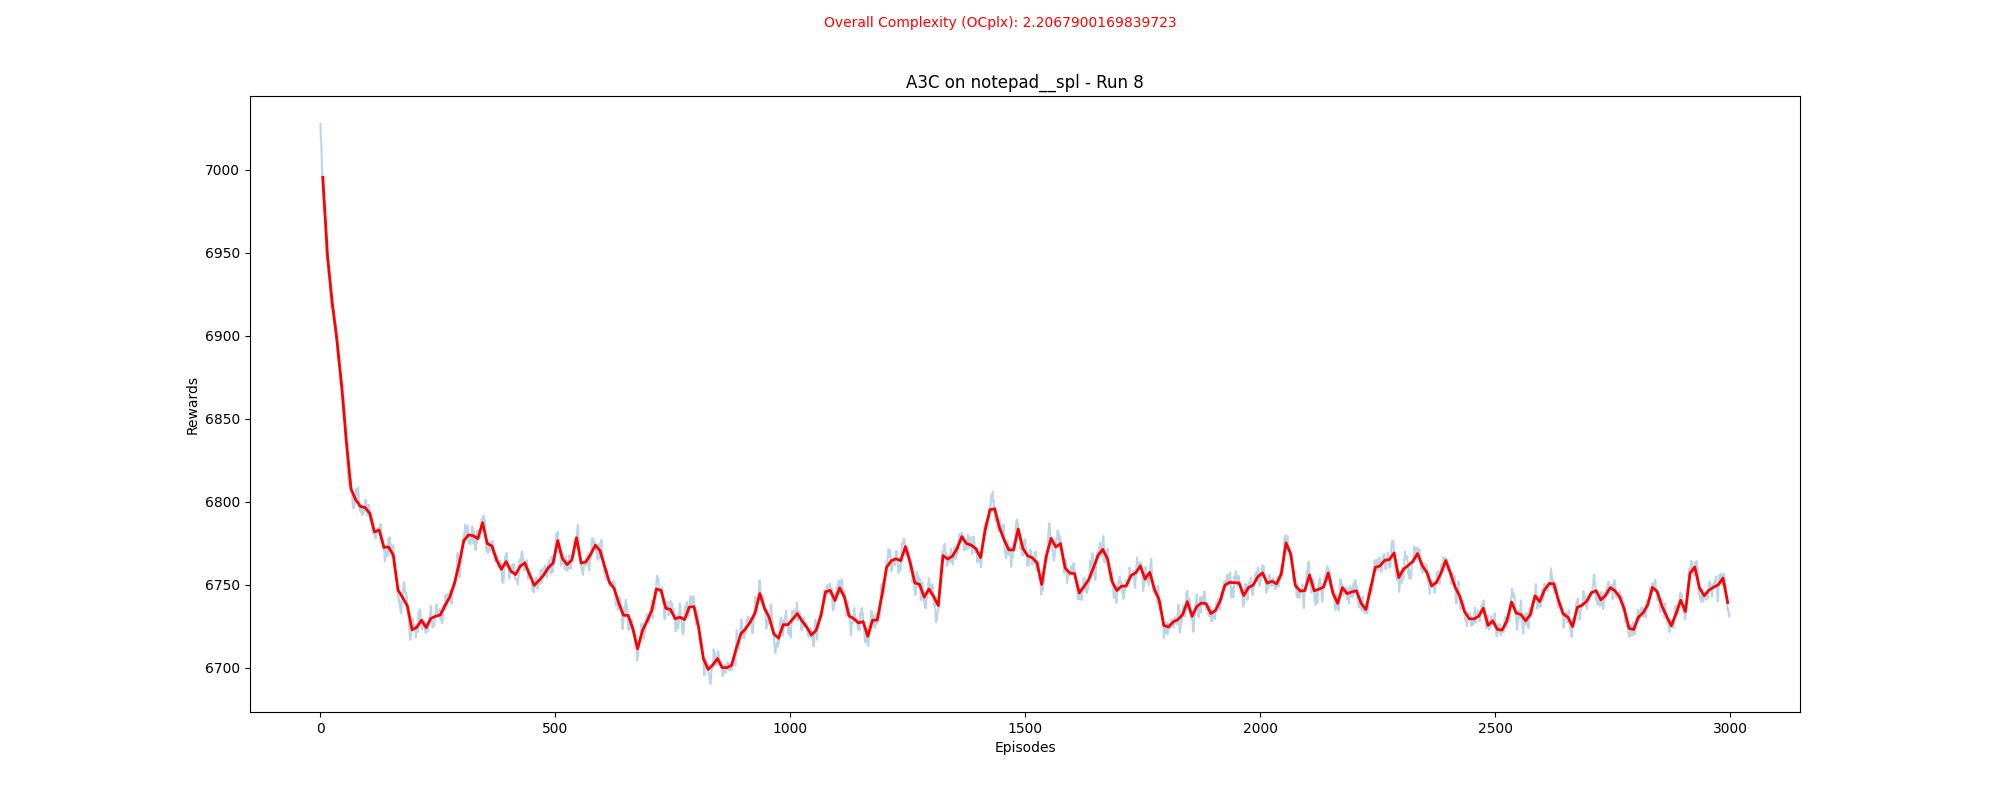 Overall Complexity (OCplx): 2.2067900169839723
A3C on notepad__spl - Run 8
7000
6950
6900
6850
6800
6750
6700
Rewards
0 500 1000 1500 2000 2500 3000
Episodes